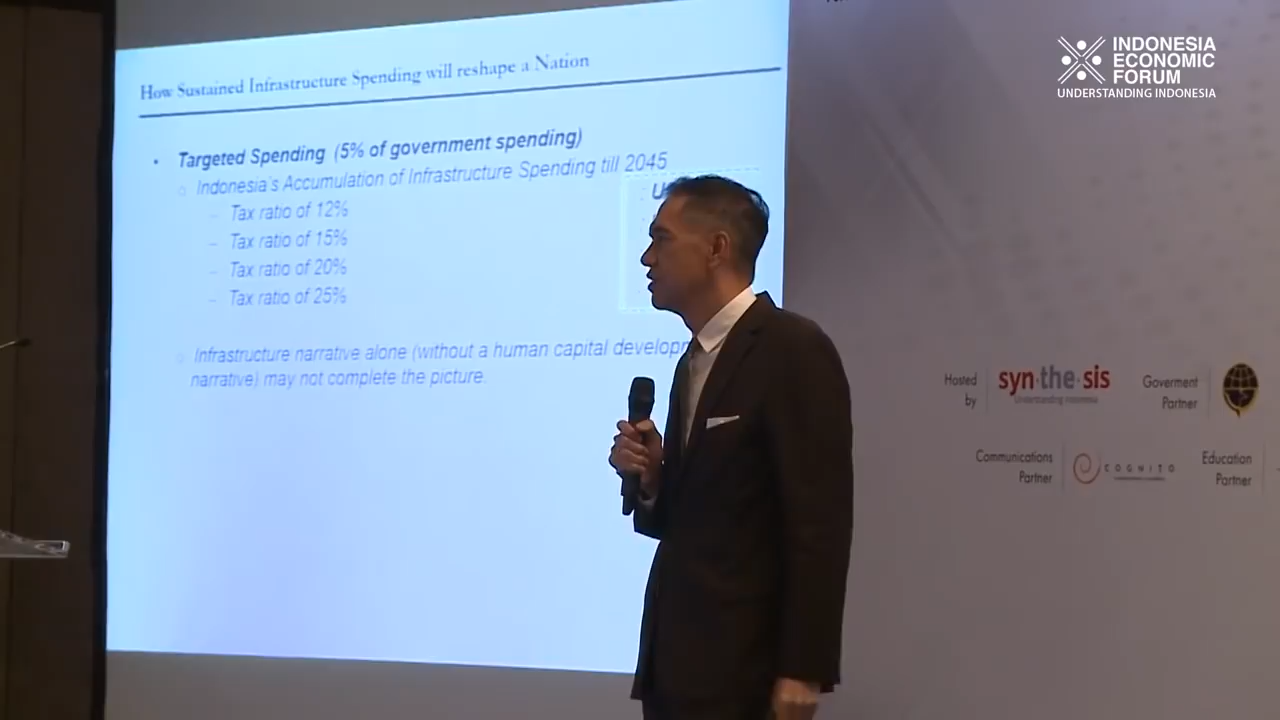 How Sustained Infrastructure Spending will reshape a Nation
• Targeted Spending (5% of government spending)
○ Indonesia's Accumulation of Infrastructure Spending till 2045
– Tax ratio of 12%
– Tax ratio of 15%
– Tax ratio of 20%
– Tax ratio of 25%
○ Infrastructure narrative alone (without a human capital
narrative) may not complete the picture.
INDONESIA
ECONOMIC
FORUM
UNDERSTANDING INDONESIA
Hosted
by
syn·the·sis
Understanding Indonesia
Goverment
Partner
Communications
Partner
COGNITO
Education
Partner